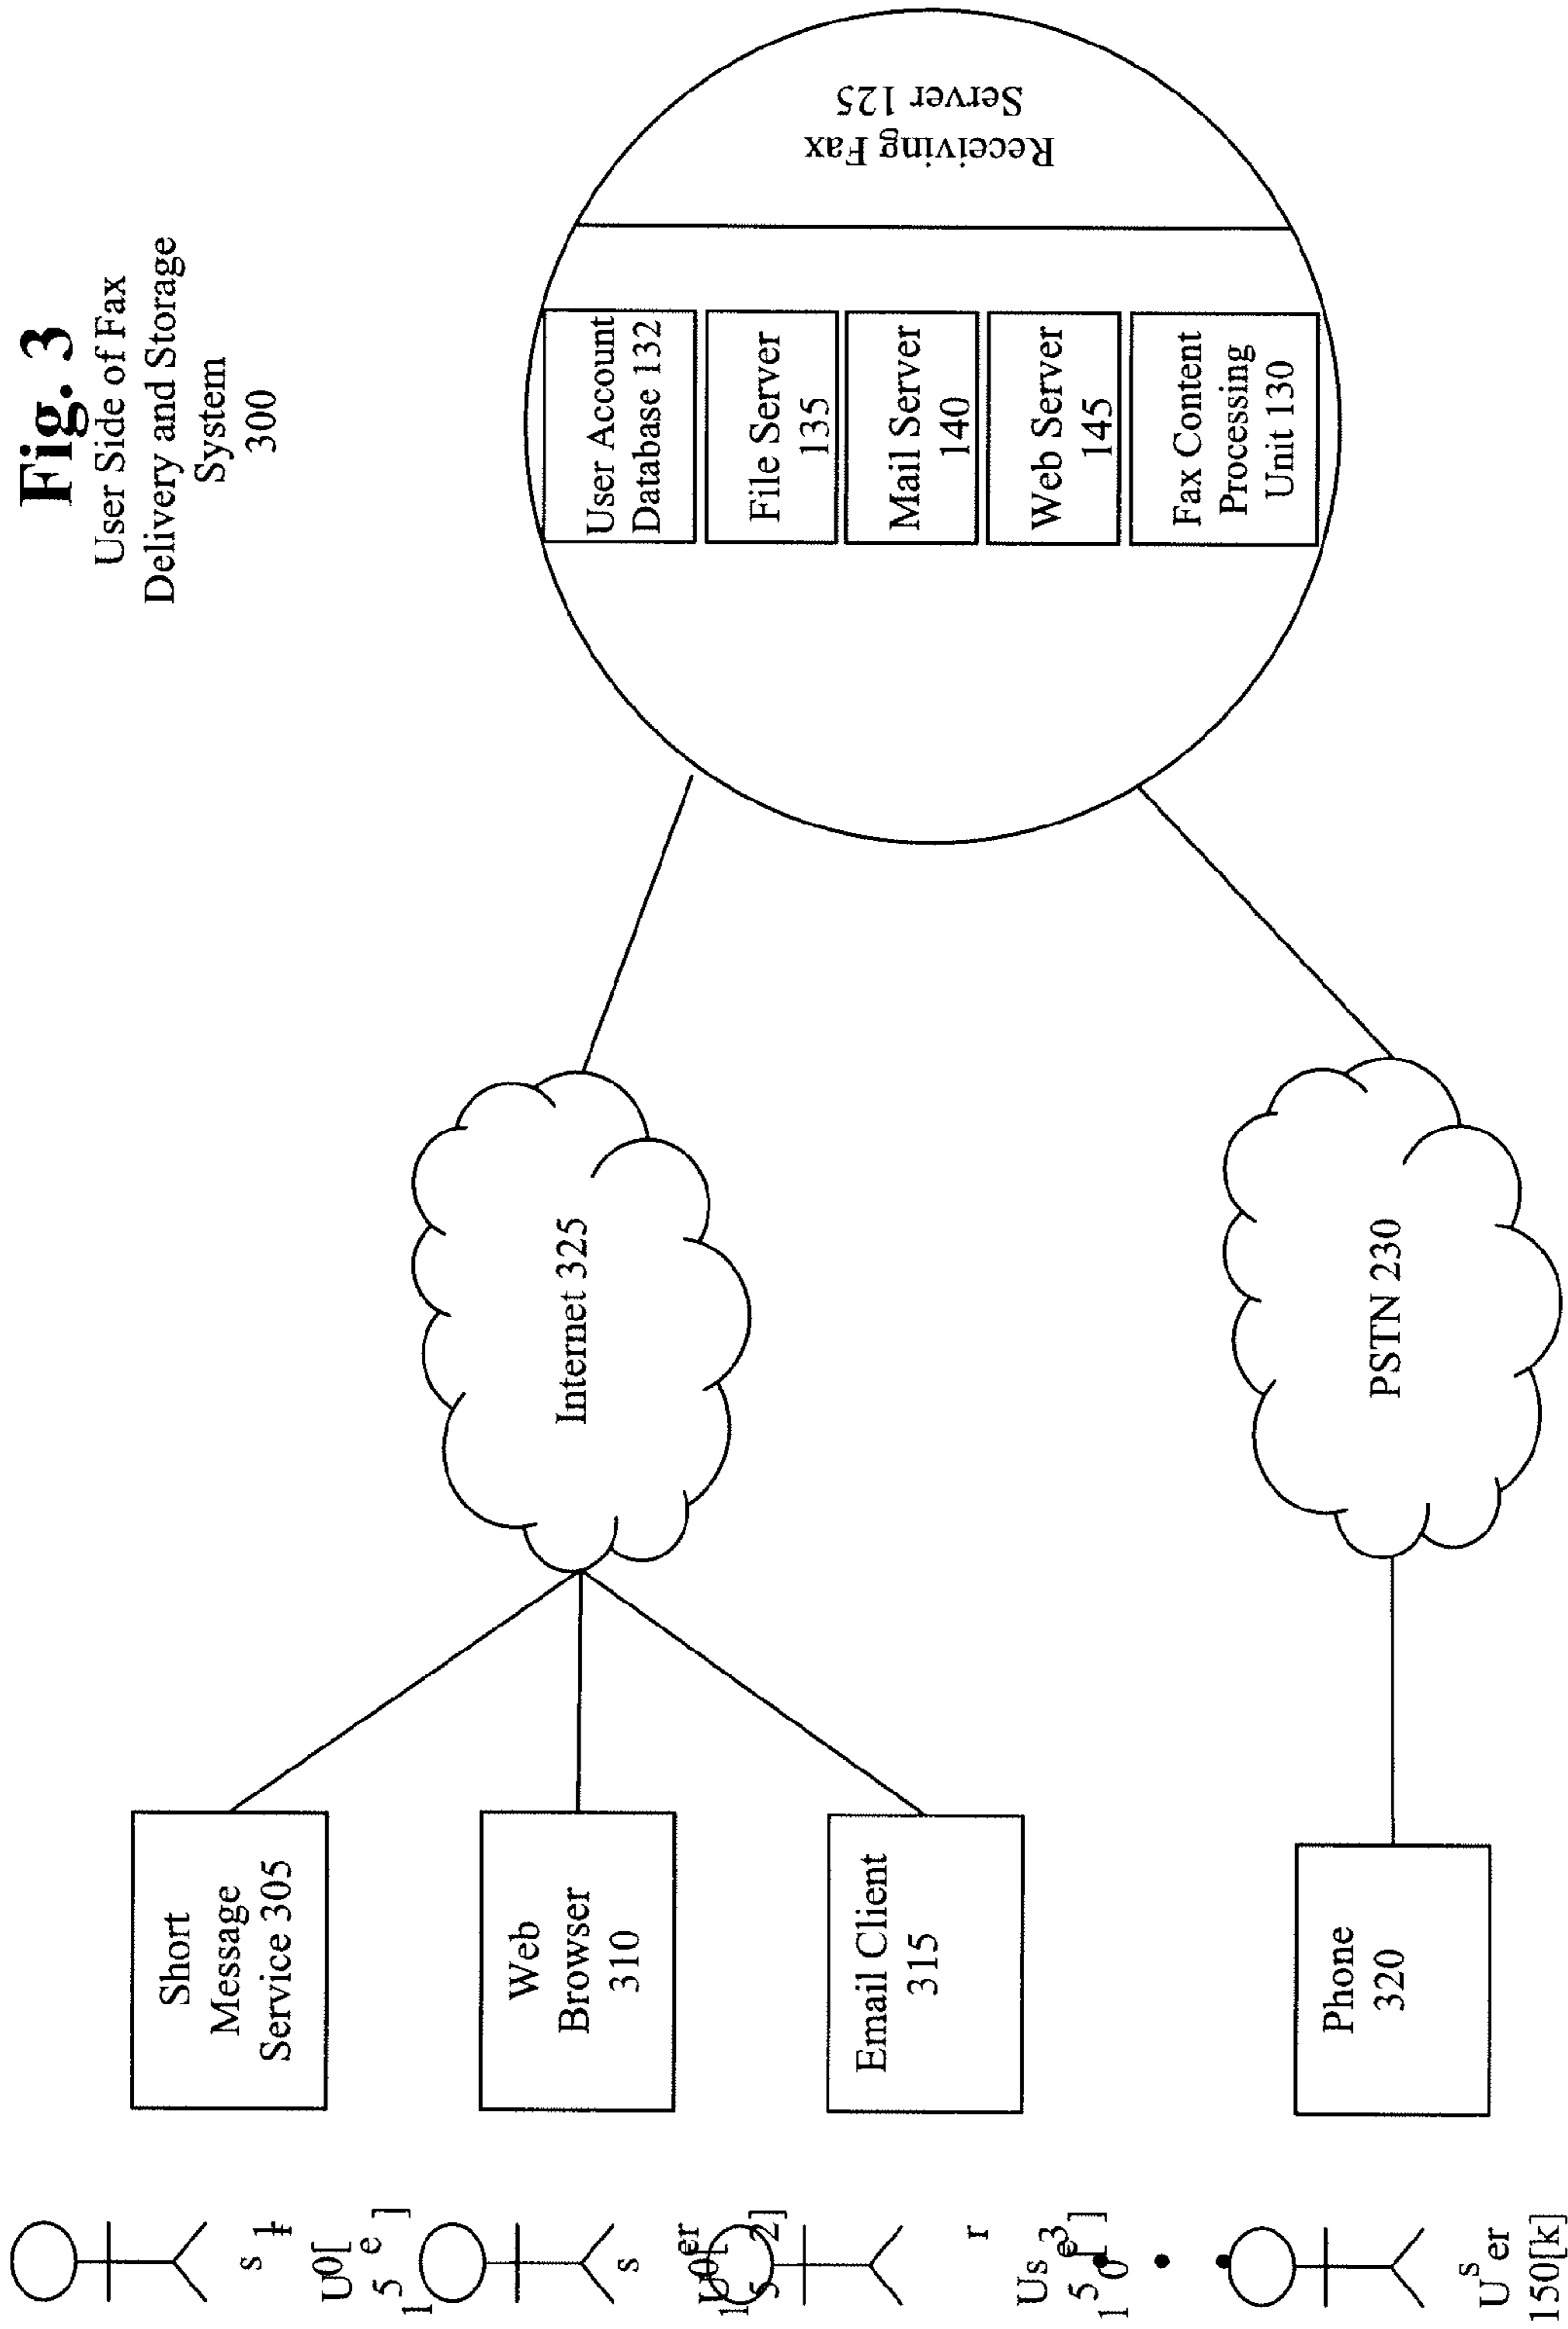 Fig. 3
User Side of Fax
Delivery and Storage
System
300
Short
Message
Service 305
Web
Browser
310
Email Client
315
Phone
320
Internet 325
PSTN 230
User Account
Database 132
File Server
135
Mail Server
140
Web Server
145
Fax Content
Processing
Unit 130
Receiving Fax
Server 125
User
150[k]